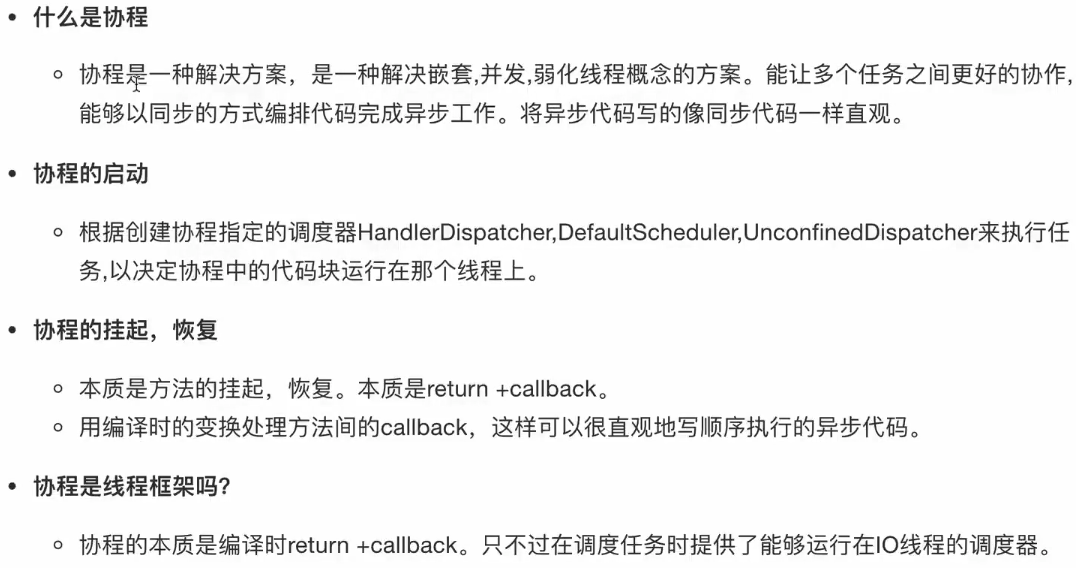 什么是协程
协程是一种解决方案，是一种解决嵌套,并发,弱化线程概念的方案。能让多个任务之间更好的协作,
能够以同步的方式编排代码完成异步工作。将异步代码写的像同步代码一样直观。
协程的启动
根据创建协程指定的调度器HandlerDispatcher,DefaultScheduler,UnconfinedDispatcher来执行任
务,以决定协程中的代码块运行在那个线程上。
协程的挂起，恢复
本质是方法的挂起，恢复。本质是return +callback。
用编译时的变换处理方法间的callback，这样可以很直观地写顺序执行的异步代码。
协程是线程框架吗?
协程的本质是编译时return +callback。只不过在调度任务时提供了能够运行在IO线程的调度器。